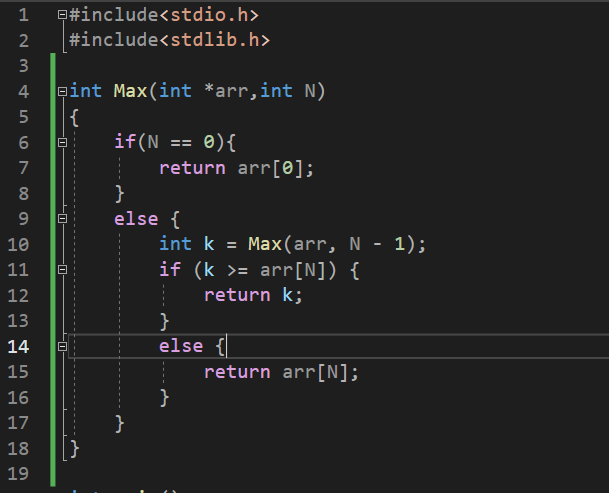 1 #include<stdio.h>
2 #include<stdlib.h>
3
4 int Max(int *arr,int N)
5 {
6     if(N == 0){
7         return arr[0];
8     }
9     else {
10         int k = Max(arr, N - 1);
11         if (k >= arr[N]) {
12             return k;
13         }
14         else {
15             return arr[N];
16         }
17     }
18 }
19